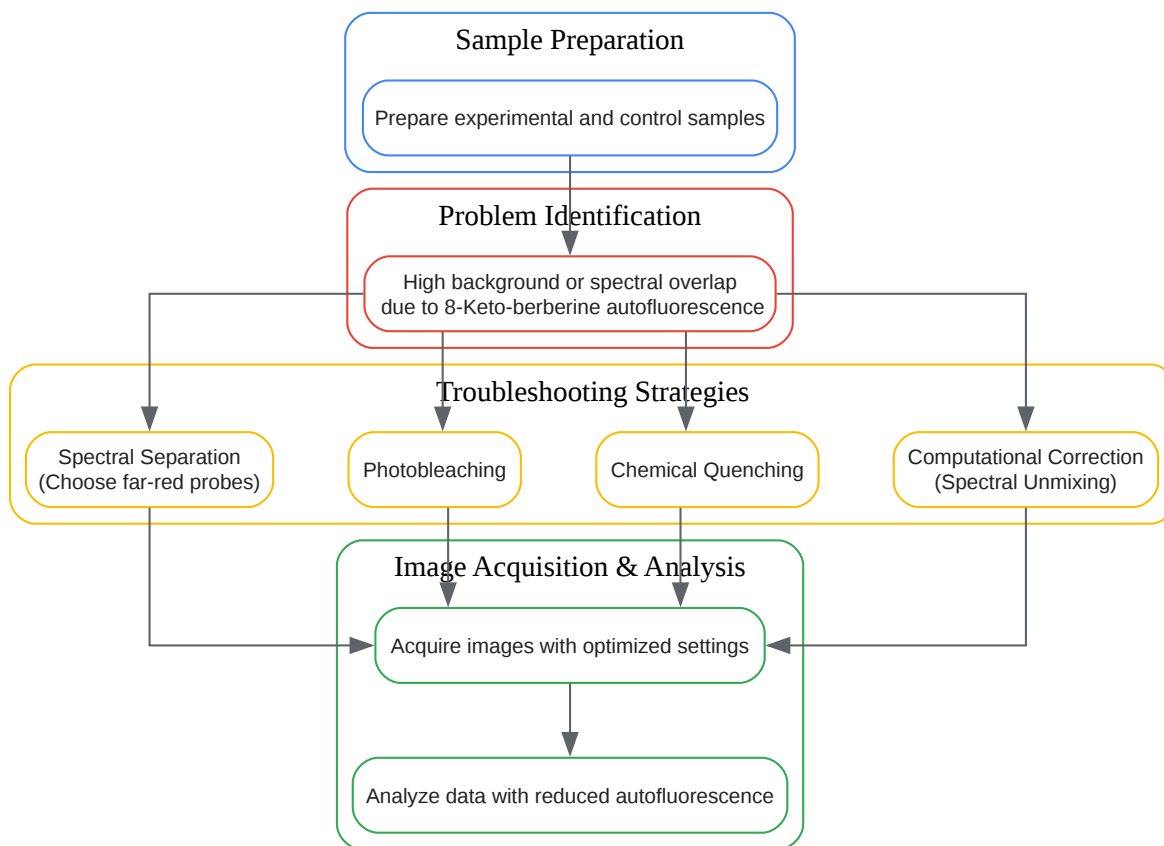 Sample Preparation
Prepare experimental and control samples
Problem Identification
High background or spectral overlap
due to 8-Keto-berberine autofluorescence
Troubleshooting Strategies
Spectral Separation
(Choose far-red probes)
Photobleaching
Chemical Quenching
Computational Correction
(Spectral Unmixing)
Image Acquisition & Analysis
Acquire images with optimized settings
Analyze data with reduced autofluorescence